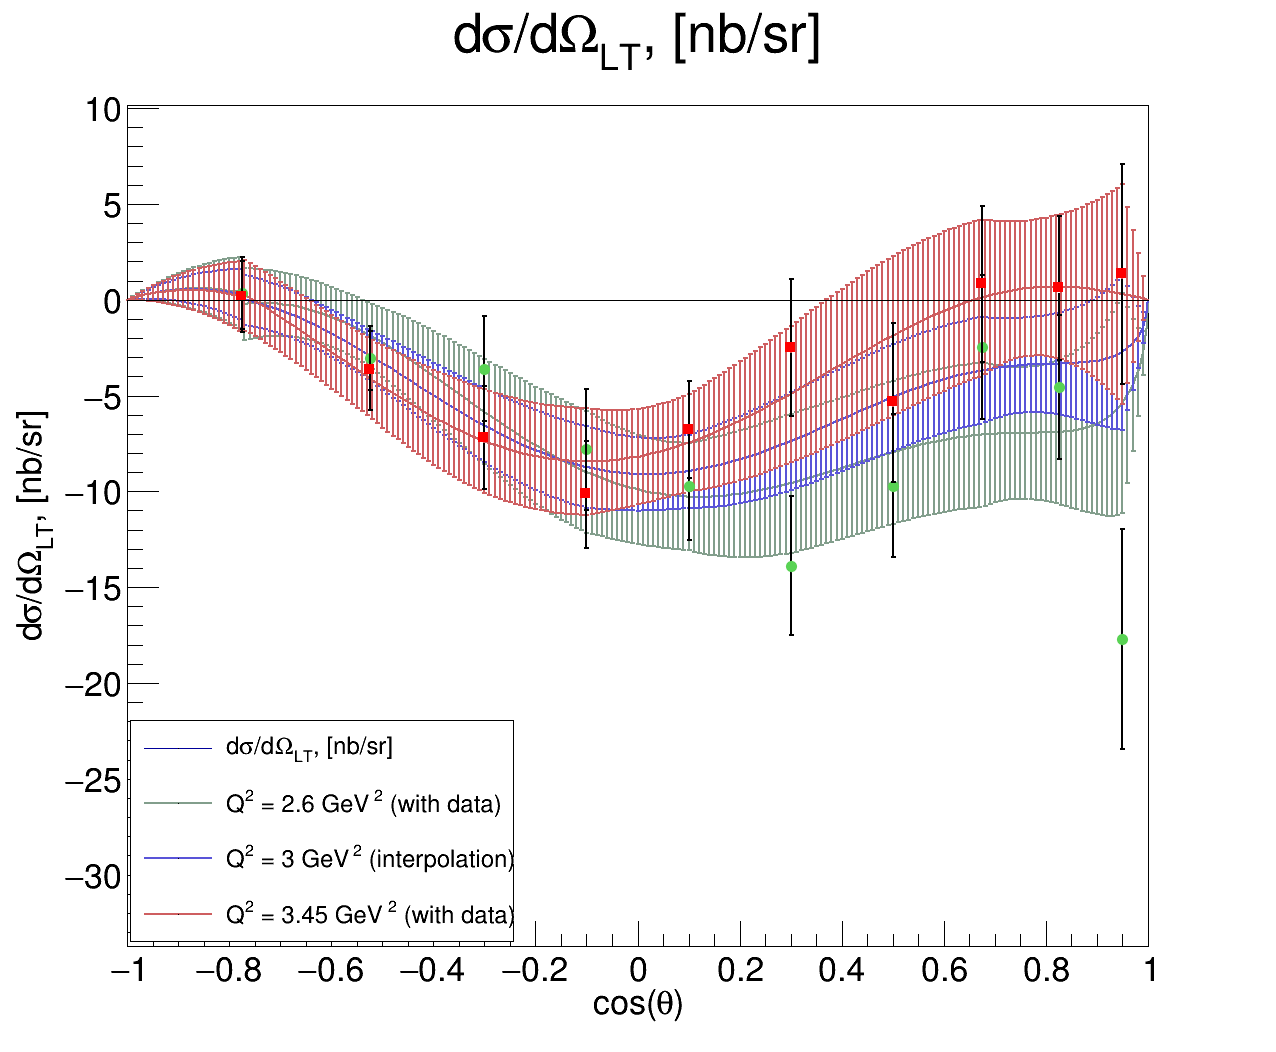 dσ/dΩ_LT, [nb/sr]
10
5
0
−5
−10
−15
−20
−25
−30
dσ/dΩ_LT, [nb/sr]
dσ/dΩ_LT, [nb/sr]
Q² = 2.6 GeV² (with data)
Q² = 3 GeV² (interpolation)
Q² = 3.45 GeV² (with data)
−1 −0.8 −0.6 −0.4 −0.2 0 0.2 0.4 0.6 0.8 1
cos(θ)